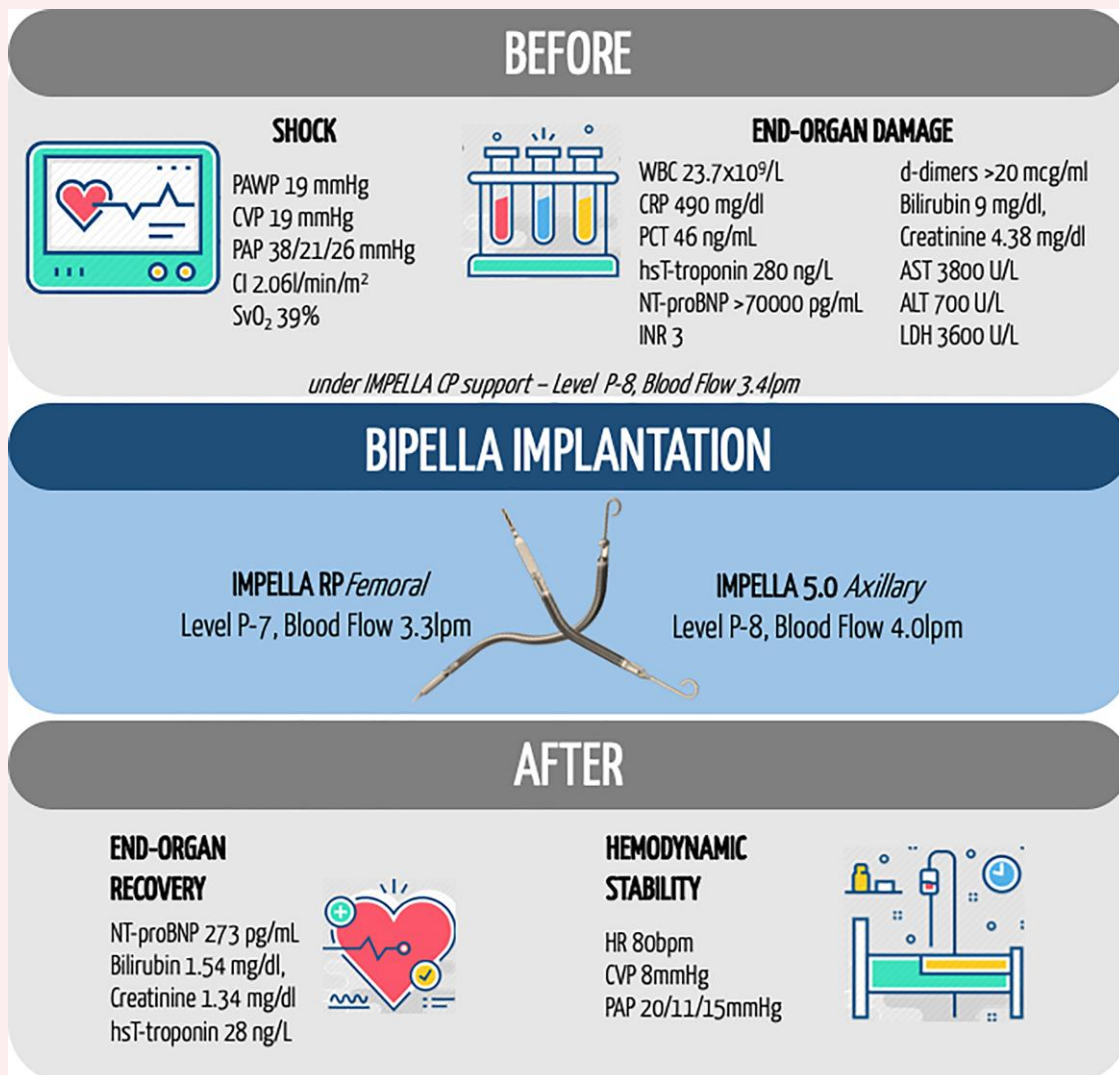 BEFORE
SHOCK
PAWP 19 mmHg
CVP 19 mmHg
PAP 38/21/26 mmHg
CI 2.06l/min/m²
SvO₂ 39%
END-ORGAN DAMAGE
WBC 23.7x10⁹/L
CRP 490 mg/dl
PCT 46 ng/mL
hsT-troponin 280 ng/L
NT-proBNP >70000 pg/mL
INR 3
d-dimers >20 mcg/ml
Bilirubin 9 mg/dl,
Creatinine 4.38 mg/dl
AST 3800 U/L
ALT 700 U/L
LDH 3600 U/L
under IMPELLA CP support – Level P-8, Blood Flow 3.4lpm
BIPELLA IMPLANTATION
IMPELLA RP Femoral
Level P-7, Blood Flow 3.3lpm
IMPELLA 5.0 Axillary
Level P-8, Blood Flow 4.0lpm
AFTER
END-ORGAN
RECOVERY
NT-proBNP 273 pg/mL
Bilirubin 1.54 mg/dl,
Creatinine 1.34 mg/dl
hsT-troponin 28 ng/L
HEMODYNAMIC
STABILITY
HR 80bpm
CVP 8mmHg
PAP 20/11/15mmHg